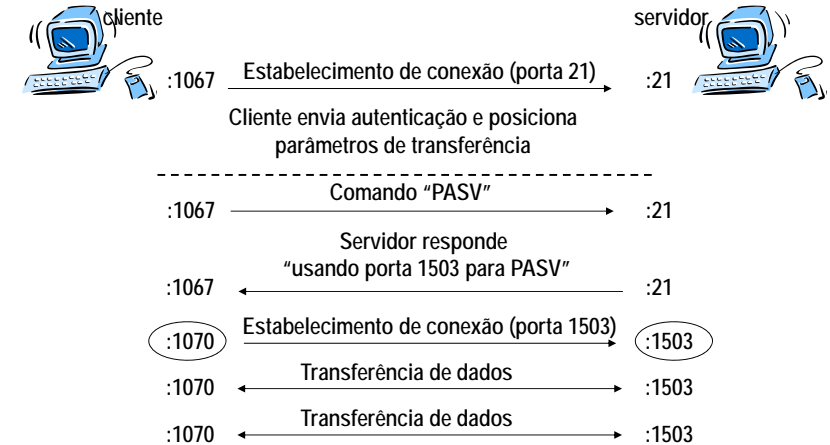 cliente servidor
:1067 Estabelecimento de conexão (porta 21) :21
Cliente envia autenticação e posiciona
parâmetros de transferência
Comando “PASV”
:1067 :21
Servidor responde
“usando porta 1503 para PASV”
:1067 :21
Estabelecimento de conexão (porta 1503)
:1070 :1503
Transferência de dados
:1070 :1503
Transferência de dados
:1070 :1503